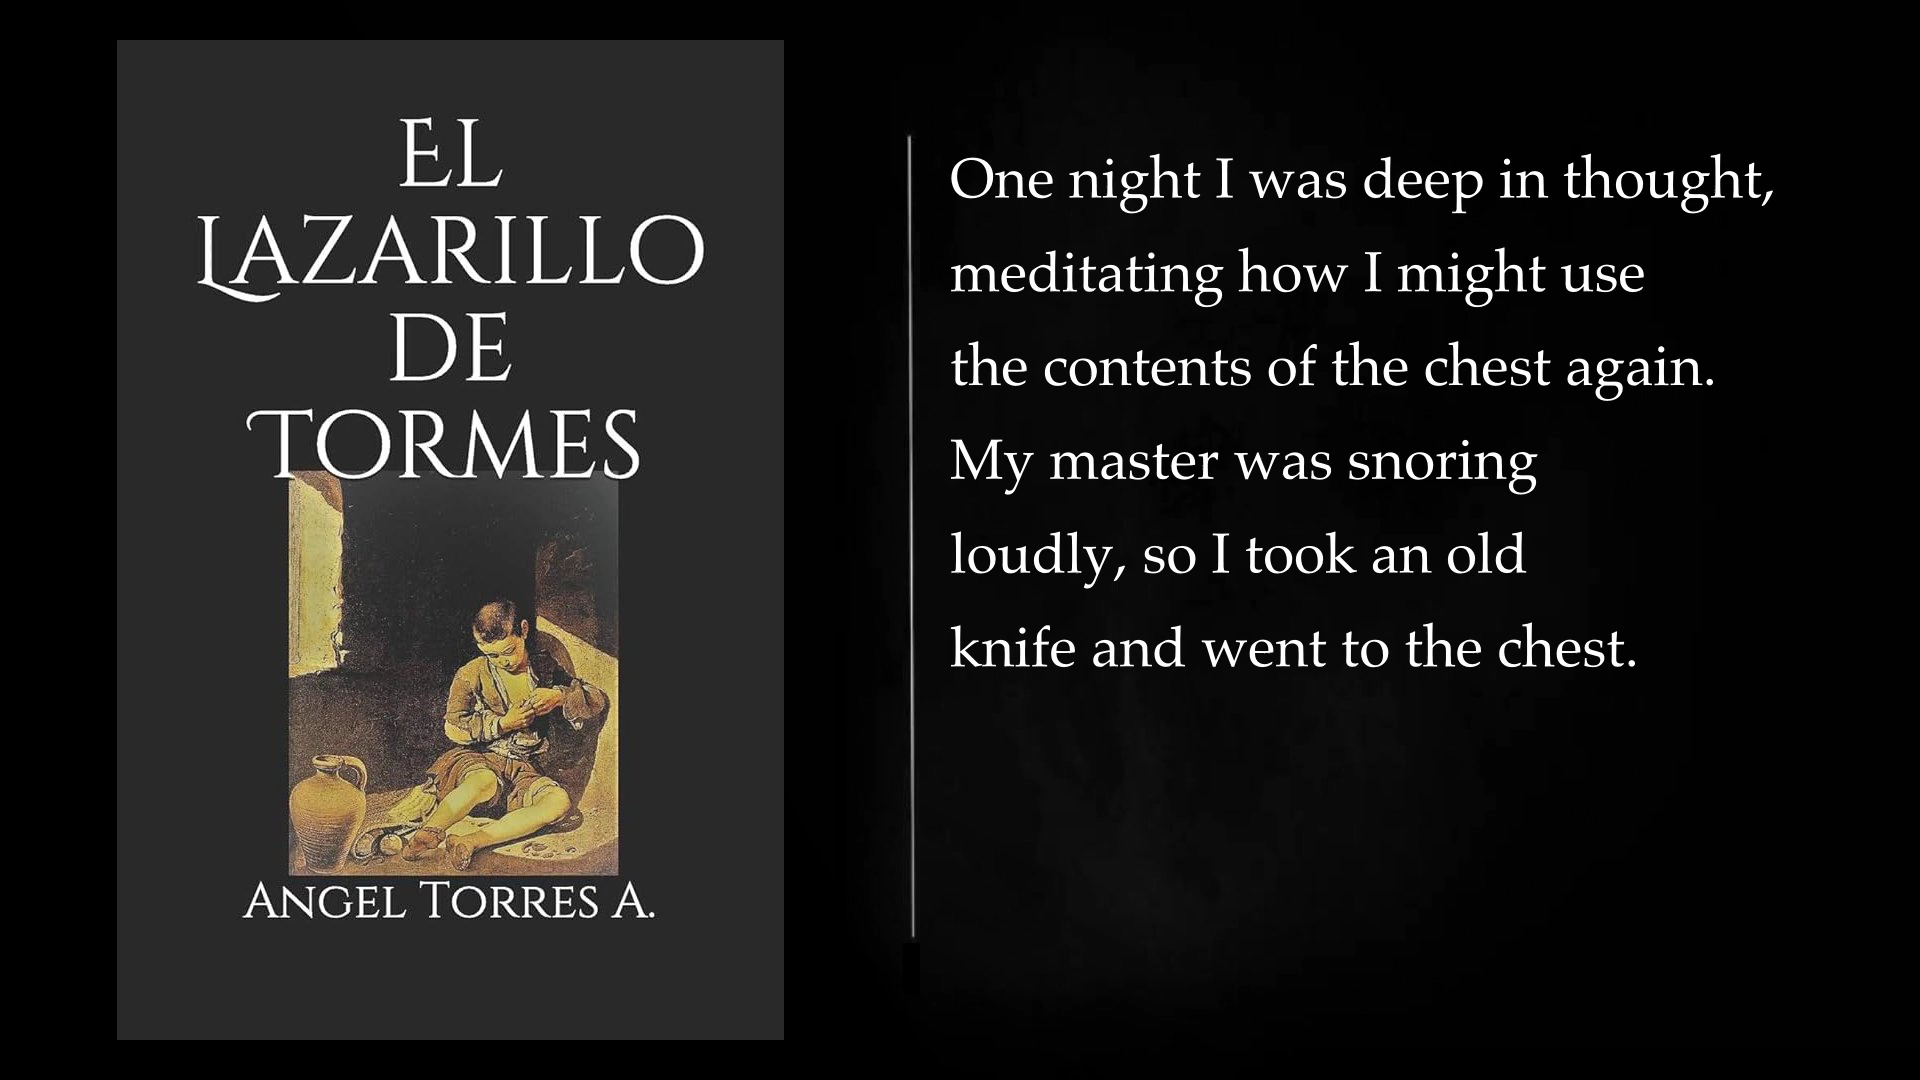 El
Lazarillo
de
Tormes
Angel Torres A.
One night I was deep in thought,
meditating how I might use
the contents of the chest again.
My master was snoring
loudly, so I took an old
knife and went to the chest.